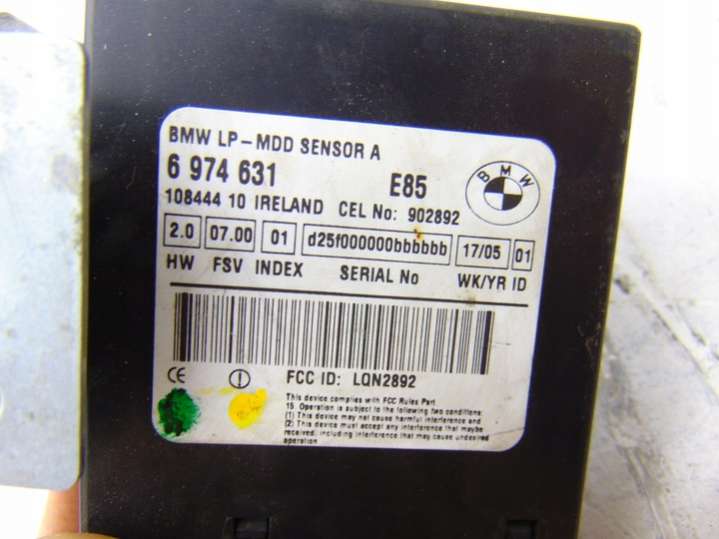 BMW LP-MDD SENSOR A
6 974 631 E85
BMW
108444 10 IRELAND CEL No: 902892
2.0 07.00 01 d25f000000bbbbbb 17/05 01
HW FSV INDEX SERIAL No WK/YR ID
CE
FCC ID: LQN2892
This device complies with FCC Rules Part
15. Operation is subject to the following two conditions:
(1) This device may not cause harmful interference and
(2) This device must accept any interference that may be
received, including interference that may cause undesired
operation